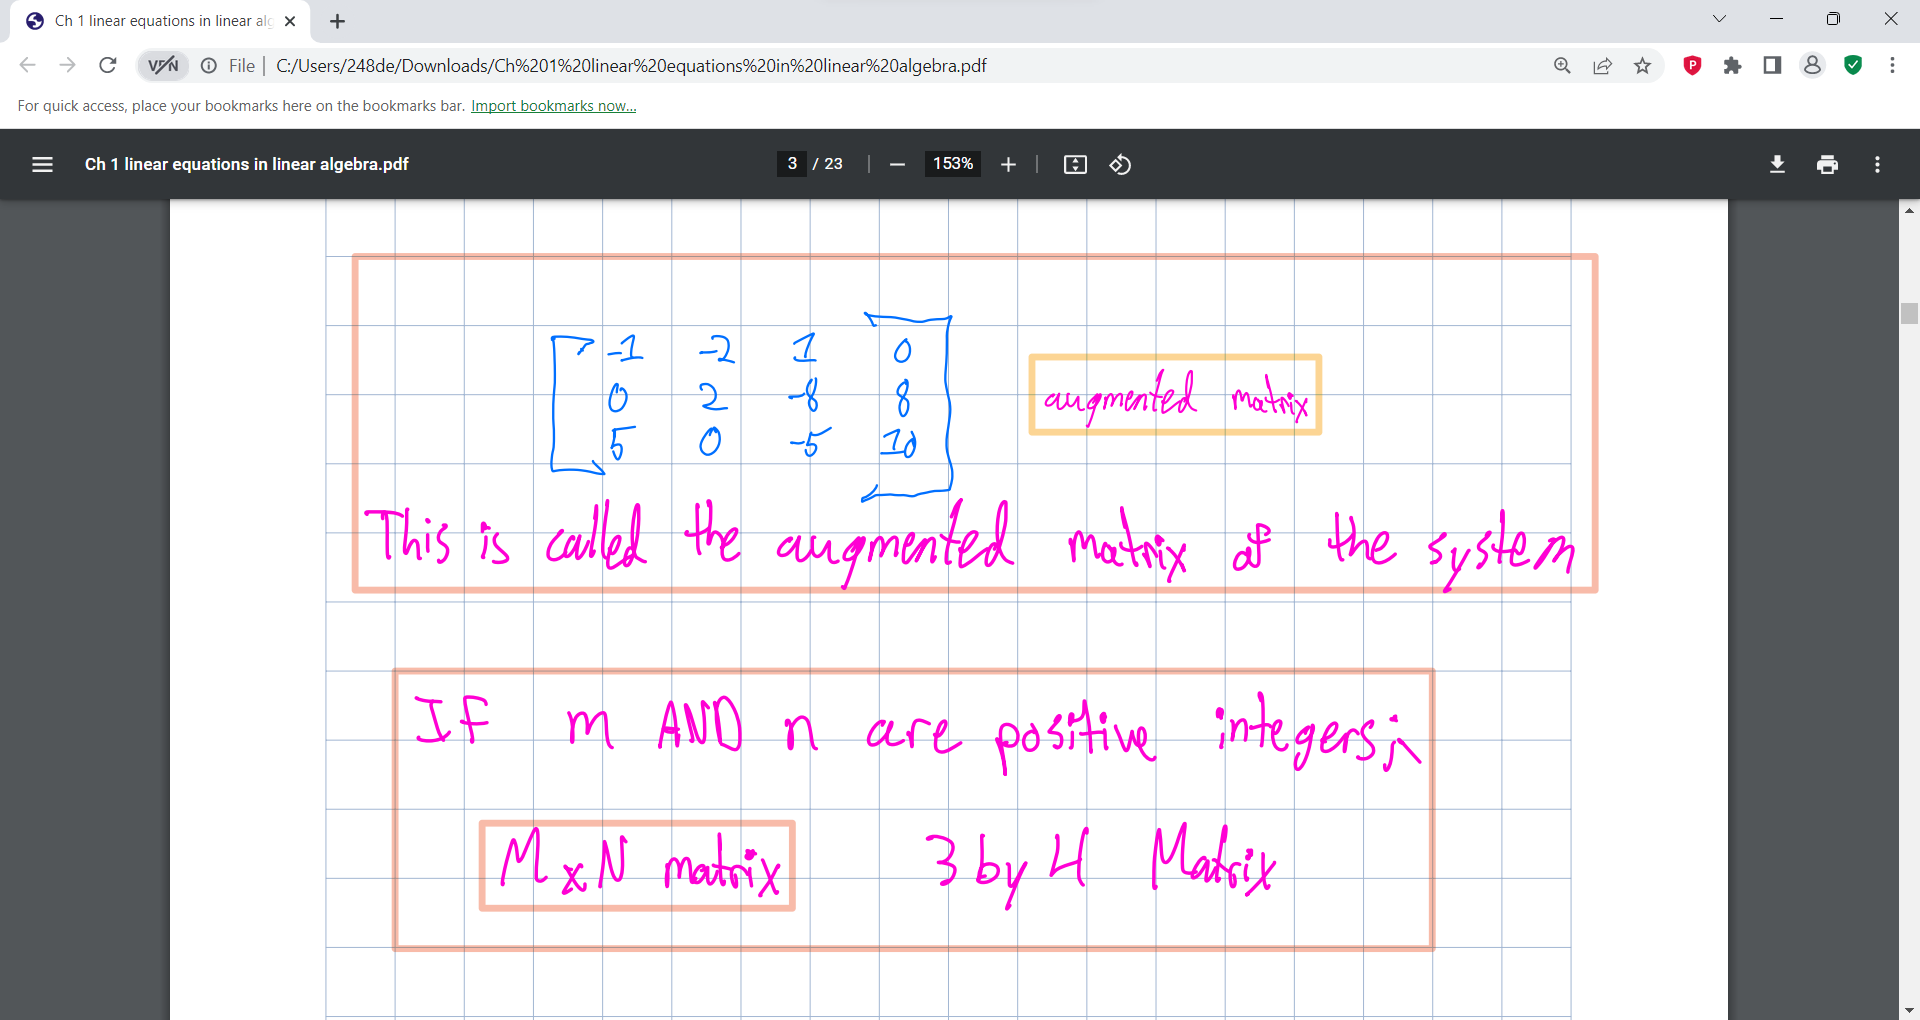 Ch 1 linear equations in linear alg
File C:/Users/248de/Downloads/Ch%201%20linear%20equations%20in%20linear%20algebra.pdf
For quick access, place your bookmarks here on the bookmarks bar. Import bookmarks now...
Ch 1 linear equations in linear algebra.pdf 3 / 23 153%
-1 -2 1 0
0 2 -8 8
5 0 -5 10
augmented matrix
This is called the augmented matrix of the system
IF m AND n are positive integers;
M x N matrix 3 by 4 Matrix